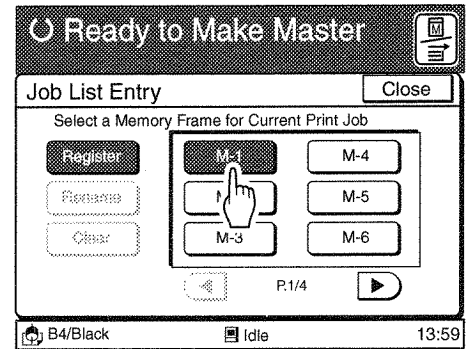 Ready to Make Master
M
Job List Entry
Close
Select a Memory Frame for Current Print Job
Register
M-1
M-4
Rename
M-5
Clear
M-3
M-6
P.1/4
B4/Black
Idle
13:59